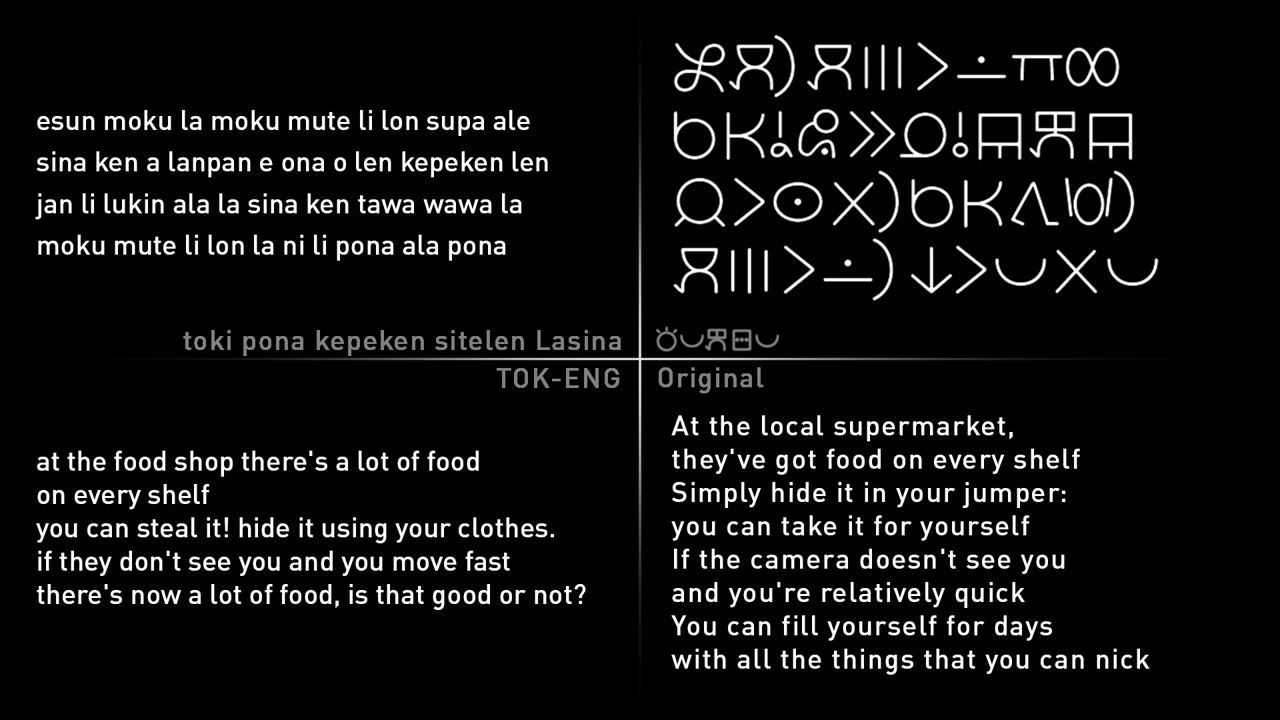 esun moku la moku mute li lon supa ale
sina ken a lanpan e ona o len kepeken len
jan li lukin ala la sina ken tawa wawa la
moku mute li lon la ni li pona ala pona
toki pona kepeken sitelen Lasina
TOK-ENG
at the food shop there's a lot of food
on every shelf
you can steal it! hide it using your clothes.
if they don't see you and you move fast
there's now a lot of food, is that good or not?
Original
At the local supermarket,
they've got food on every shelf
Simply hide it in your jumper:
you can take it for yourself
If the camera doesn't see you
and you're relatively quick
You can fill yourself for days
with all the things that you can nick